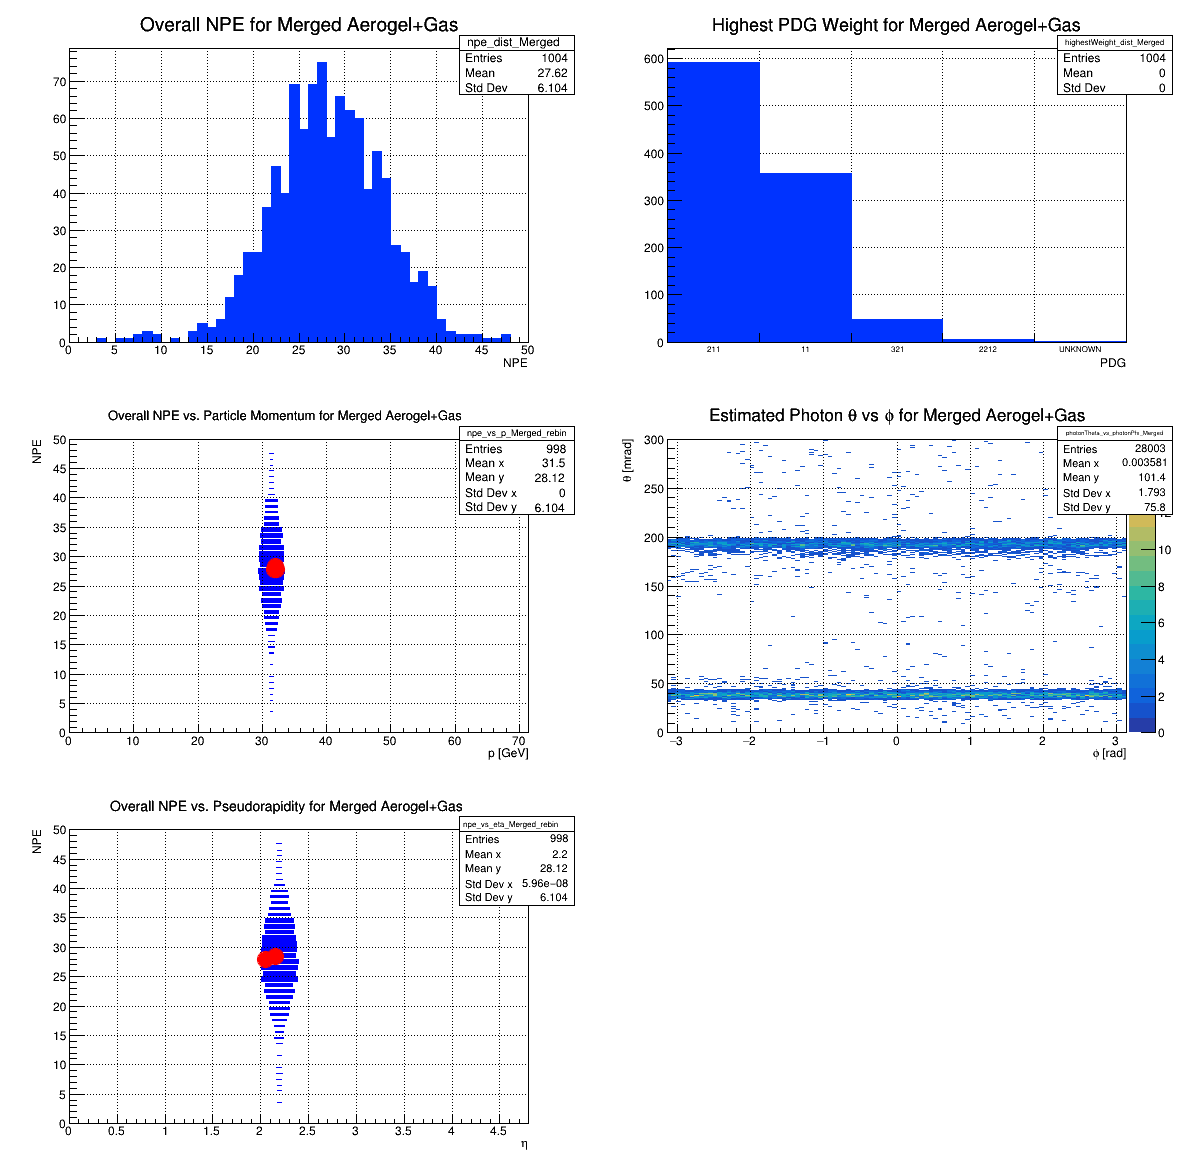 Overall NPE for Merged Aerogel+Gas
npe_dist_Merged
Entries 1004
Mean 27.62
Std Dev 6.104
70
60
50
40
30
20
10
0
0 5 10 15 20 25 30 35 40 45 50
NPE
Highest PDG Weight for Merged Aerogel+Gas
highestWeight_dist_Merged
Entries 1004
Mean 0
Std Dev 0
600
500
400
300
200
100
0
211 11 321 2212 UNKNOWN
PDG
Overall NPE vs. Particle Momentum for Merged Aerogel+Gas
npe_vs_p_Merged_rebin
Entries 998
Mean x 31.5
Mean y 28.12
Std Dev x 0
Std Dev y 6.104
NPE
50
45
40
35
30
25
20
15
10
5
0
0 10 20 30 40 50 60 70
p [GeV]
Estimated Photon θ vs ϕ for Merged Aerogel+Gas
photonTheta_vs_photonPhi_Merged
Entries 28003
Mean x 0.003581
Mean y 101.4
Std Dev x 1.793
Std Dev y 75.8
θ [mrad]
300
250
200
150
100
50
0
−3 −2 −1 0 1 2 3
ϕ [rad]
10
8
6
4
2
0
Overall NPE vs. Pseudorapidity for Merged Aerogel+Gas
npe_vs_eta_Merged_rebin
Entries 998
Mean x 2.2
Mean y 28.12
Std Dev x 5.96e−08
Std Dev y 6.104
NPE
50
45
40
35
30
25
20
15
10
5
0
0 0.5 1 1.5 2 2.5 3 3.5 4 4.5
η